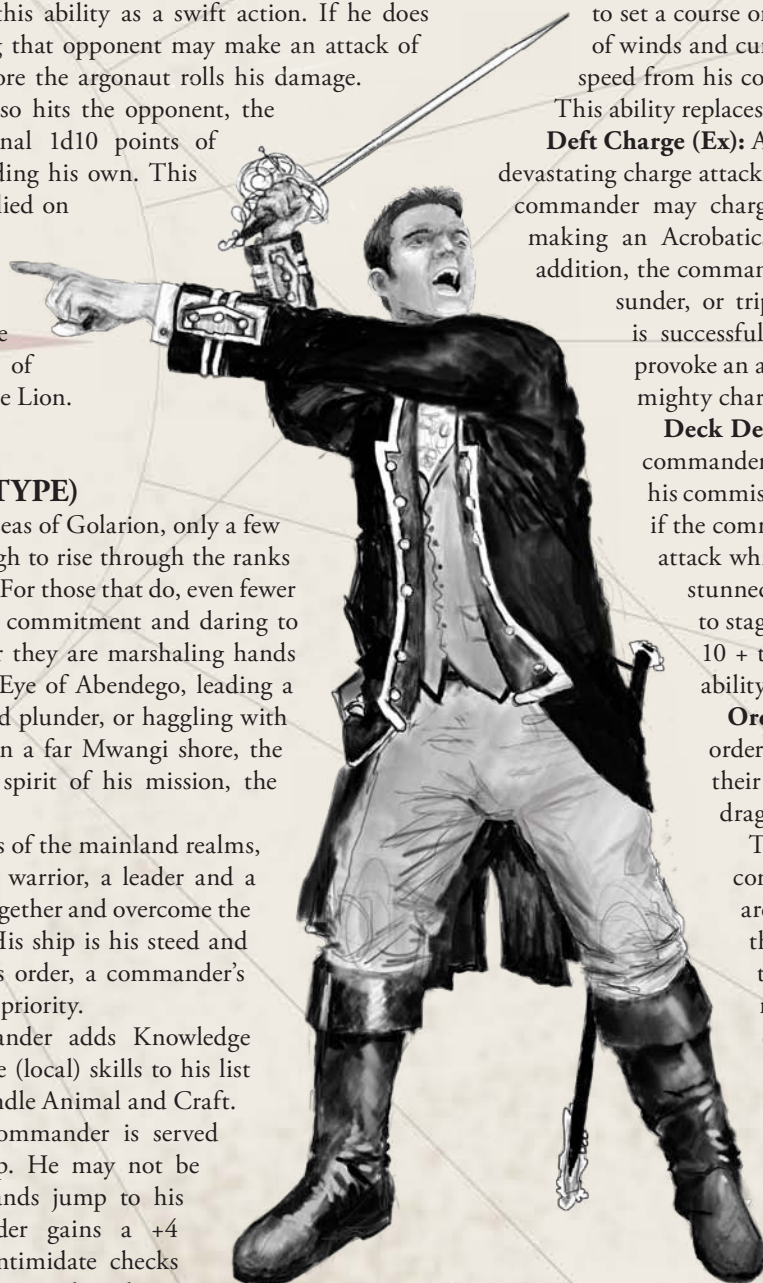 this ability as a swift action. If he does
that opponent may make an attack of
ore the argonaut rolls his damage.
so hits the opponent, the
nal 1d10 points of
ding his own. This
lied on
of
e Lion.
TYPE)
eas of Golarion, only a few
gh to rise through the ranks
For those that do, even fewer
commitment and daring to
r they are marshaling hands
Eye of Abendego, leading a
d plunder, or haggling with
n a far Mwangi shore, the
spirit of his mission, the
s of the mainland realms,
warrior, a leader and a
ogether and overcome the
His ship is his steed and
s order, a commander's
priority.
ander adds Knowledge
e (local) skills to his list
ndle Animal and Craft.
ommander is served
p. He may not be
ands jump to his
der gains a +4
ntimidate checks
to set a course or
of winds and cur
speed from his co
This ability replaces
Deft Charge (Ex): A
devastating charge attack
commander may charg
making an Acrobatics
addition, the comman
sunder, or trip
is successful
provoke an a
mighty char
Deck De
commander
his commis
if the comm
attack wh
stunned
to stag
10 + t
ability
Ord
order
their
drag
T
con
are
th
t